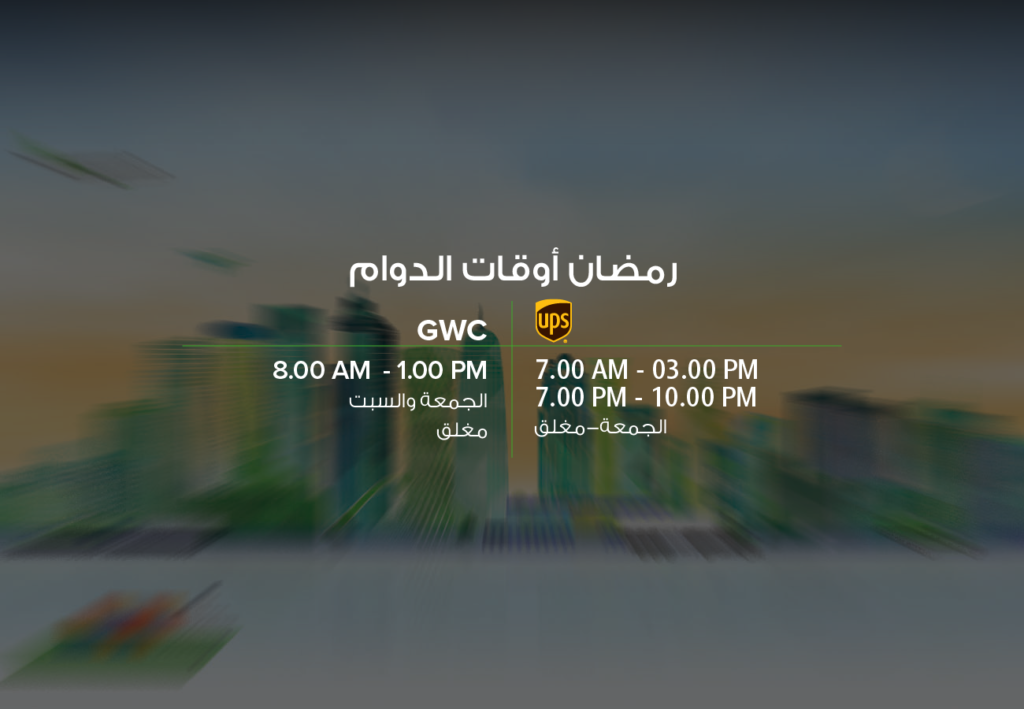 رمضان أوقات الدوام
ups
7.00 AM - 03.00 PM
7.00 PM - 10.00 PM
الجمعة-مغلق
GWC
8.00 AM - 1.00 PM
الجمعة والسبت
مغلق